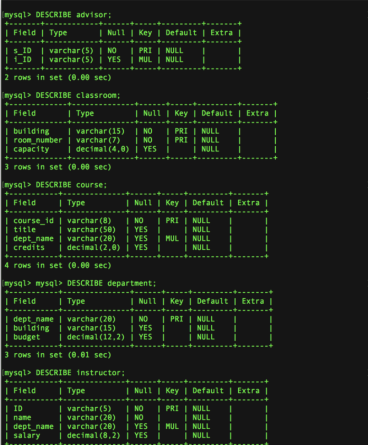 mysql> DESCRIBE advisor;
+-------+------------+------+-----+---------+-------+
| Field | Type       | Null | Key | Default | Extra |
+-------+------------+------+-----+---------+-------+
| s_ID  | varchar(5) | NO   | PRI | NULL    |       |
| i_ID  | varchar(5) | YES  | MUL | NULL    |       |
+-------+------------+------+-----+---------+-------+
2 rows in set (0.00 sec)
mysql> DESCRIBE classroom;
+-------------+--------------+------+-----+---------+-------+
| Field       | Type         | Null | Key | Default | Extra |
+-------------+--------------+------+-----+---------+-------+
| building    | varchar(15)  | NO   | PRI | NULL    |       |
| room_number | varchar(7)   | NO   | PRI | NULL    |       |
| capacity    | decimal(4,0) | YES  |     | NULL    |       |
+-------------+--------------+------+-----+---------+-------+
3 rows in set (0.00 sec)
mysql> DESCRIBE course;
+-----------+--------------+------+-----+---------+-------+
| Field     | Type         | Null | Key | Default | Extra |
+-----------+--------------+------+-----+---------+-------+
| course_id | varchar(8)   | NO   | PRI | NULL    |       |
| title     | varchar(50)  | YES  |     | NULL    |       |
| dept_name | varchar(20)  | YES  | MUL | NULL    |       |
| credits   | decimal(2,0) | YES  |     | NULL    |       |
+-----------+--------------+------+-----+---------+-------+
4 rows in set (0.00 sec)
mysql> mysql> DESCRIBE department;
+-----------+---------------+------+-----+---------+-------+
| Field     | Type          | Null | Key | Default | Extra |
+-----------+---------------+------+-----+---------+-------+
| dept_name | varchar(20)   | NO   | PRI | NULL    |       |
| building  | varchar(15)   | YES  |     | NULL    |       |
| budget    | decimal(12,2) | YES  |     | NULL    |       |
+-----------+---------------+------+-----+---------+-------+
3 rows in set (0.01 sec)
mysql> DESCRIBE instructor;
+-----------+--------------+------+-----+---------+-------+
| Field     | Type         | Null | Key | Default | Extra |
+-----------+--------------+------+-----+---------+-------+
| ID        | varchar(5)   | NO   | PRI | NULL    |       |
| name      | varchar(20)  | NO   |     | NULL    |       |
| dept_name | varchar(20)  | YES  | MUL | NULL    |       |
| salary    | decimal(8,2) | YES  |     | NULL    |       |